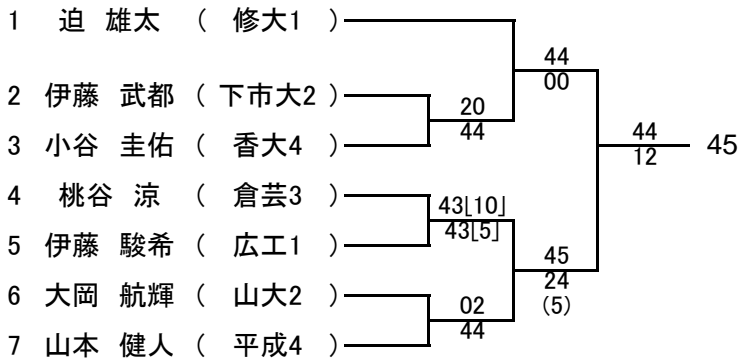 1 迫 雄太 ( 修大1 )
44
00
2 伊藤 武都 ( 下市大2 )
20
44
3 小谷 圭佑 ( 香大4 )
44
12
45
4 桃谷 涼 ( 倉芸3 )
43[10]
43[5]
5 伊藤 駿希 ( 広工1 )
45
24
(5)
6 大岡 航輝 ( 山大2 )
02
44
7 山本 健人 ( 平成4 )